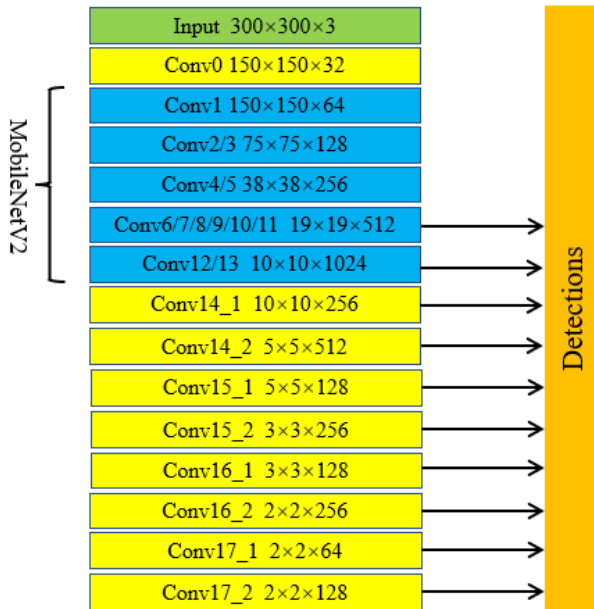 Input 300×300×3
Conv0 150×150×32
Conv1 150×150×64
Conv2/3 75×75×128
Conv4/5 38×38×256
Conv6/7/8/9/10/11 19×19×512
Conv12/13 10×10×1024
Conv14_1 10×10×256
Conv14_2 5×5×512
Conv15_1 5×5×128
Conv15_2 3×3×256
Conv16_1 3×3×128
Conv16_2 2×2×256
Conv17_1 2×2×64
Conv17_2 2×2×128
MobileNetV2
Detections